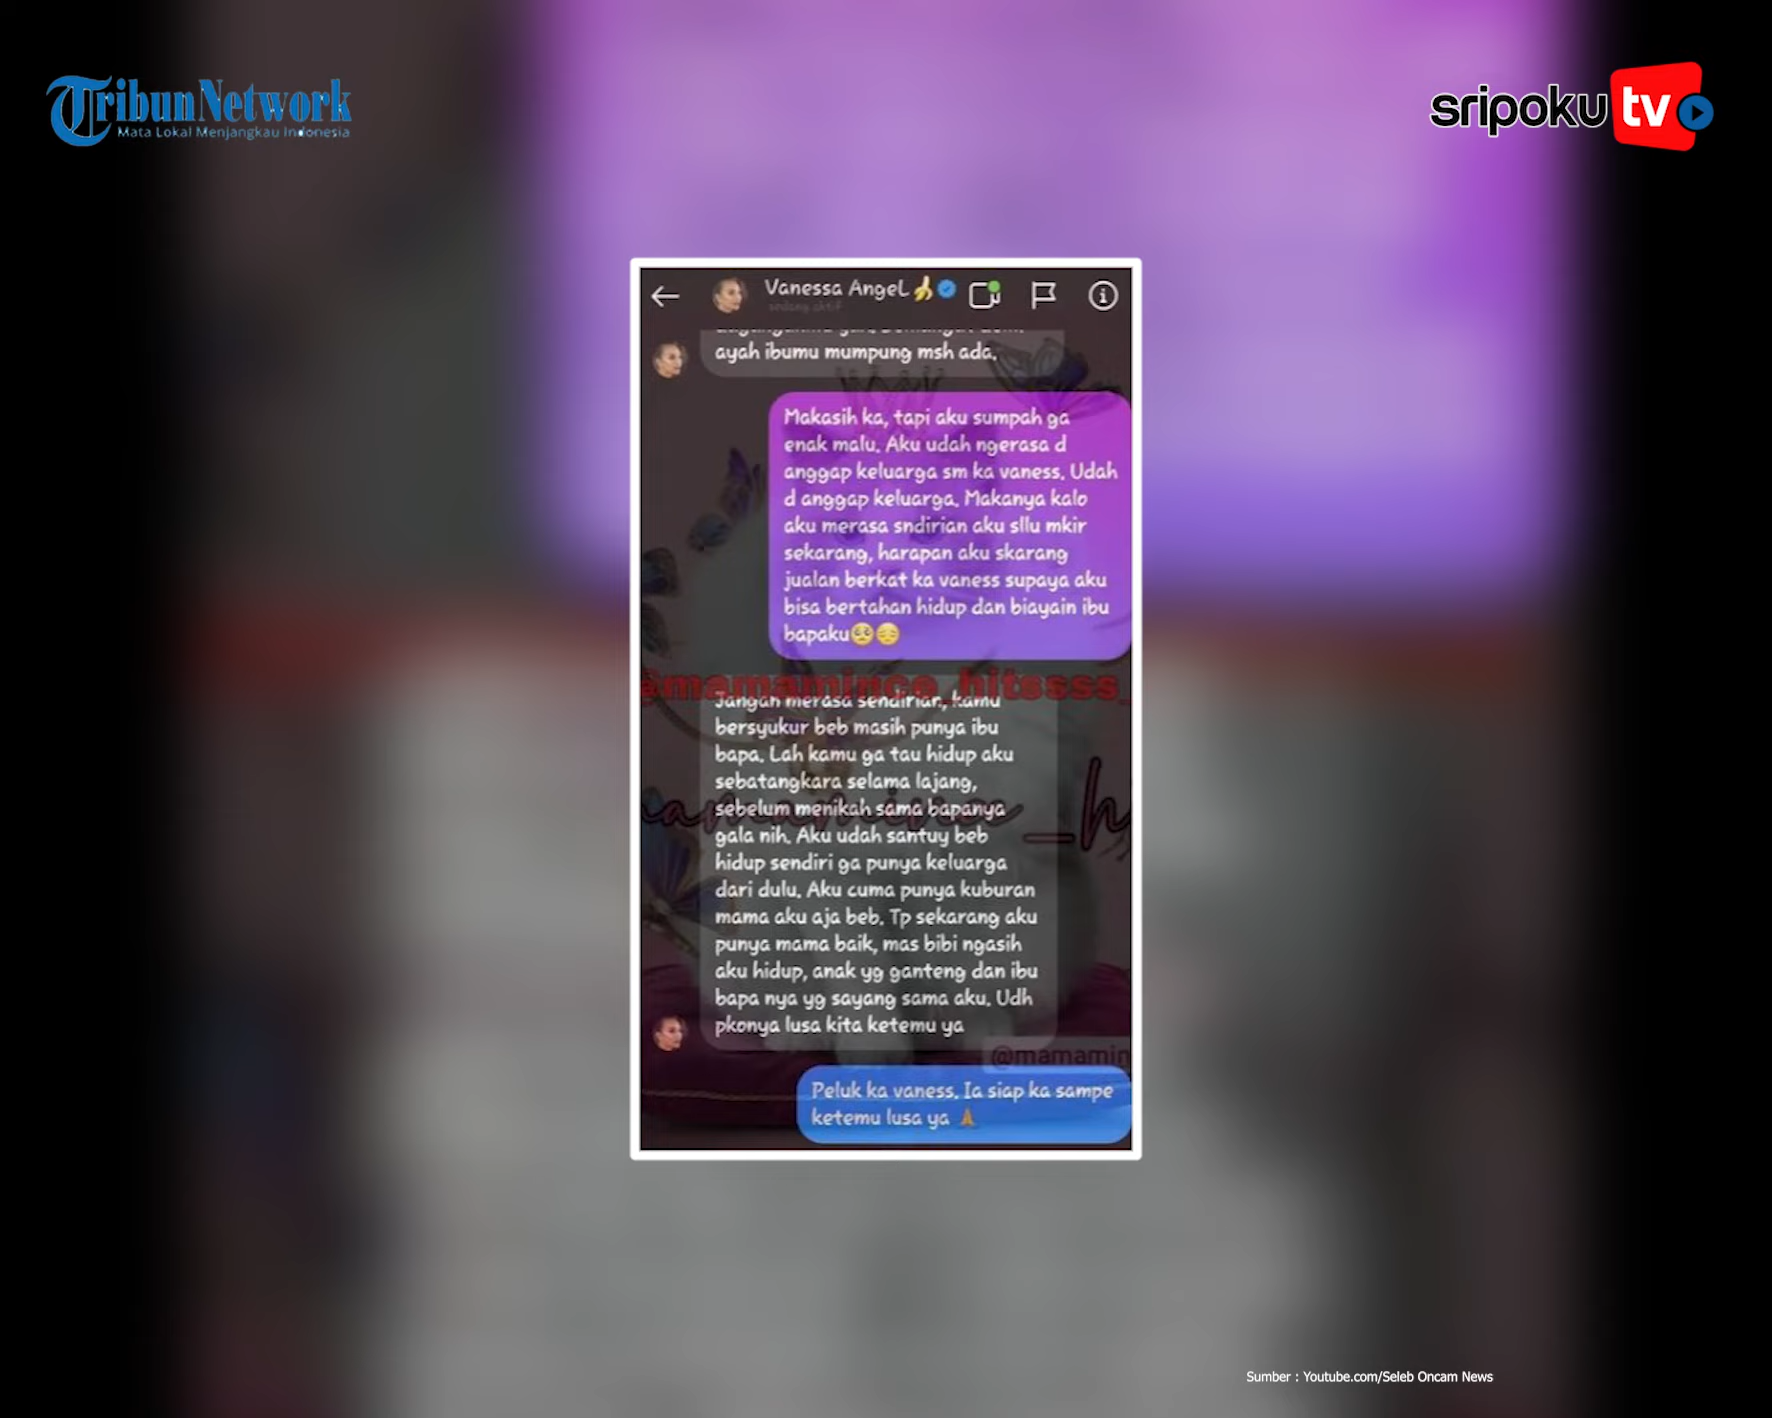 TribunNetwork
Mata Lokal Menjangkau Indonesia
sripoku tv
Vanessa Angel
sedang aktif
ayah ibumu mumpung msh ada.
Makasih ka, tapi aku sumpah ga
enak malu. Aku udah ngerasa d
anggap keluarga sm ka vaness. Udah
d anggap keluarga. Makanya kalo
aku merasa sndirian aku sllu mkir
sekarang, harapan aku skarang
jualan berkat ka vaness supaya aku
bisa bertahan hidup dan biayain ibu
bapaku🥺😔
@mamamince_hitssss_
Jangan merasa sendirian, kamu
bersyukur beb masih punya ibu
bapa. Lah kamu ga tau hidup aku
sebatangkara selama lajang,
sebelum menikah sama bapanya
gala nih. Aku udah santuy beb
hidup sendiri ga punya keluarga
dari dulu. Aku cuma punya kuburan
mama aku aja beb. Tp sekarang aku
punya mama baik, mas bibi ngasih
aku hidup, anak yg ganteng dan ibu
bapa nya yg sayang sama aku. Udh
pkonya lusa kita ketemu ya
@mamamin
Peluk ka vaness. Ia siap ka sampe
ketemu lusa ya 🙏
Sumber : Youtube.com/Seleb Oncam News